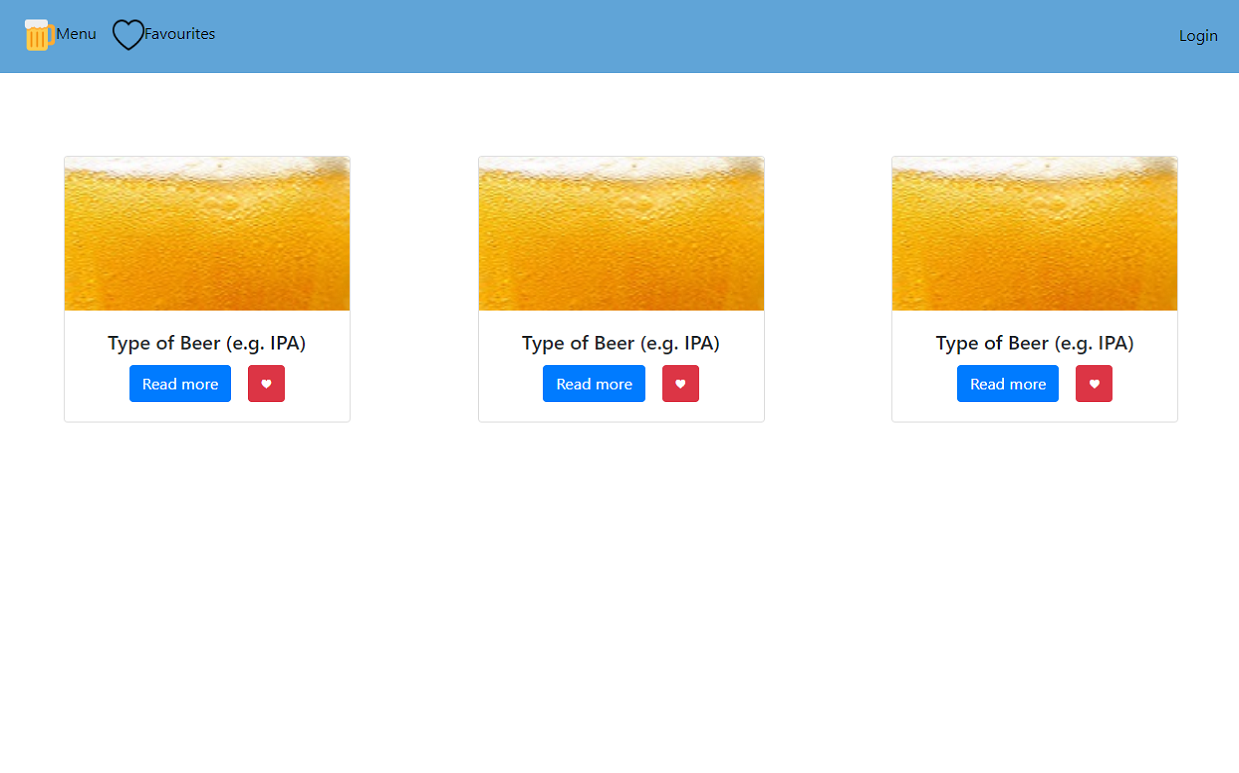 Menu Favourites Login
Type of Beer (e.g. IPA) Type of Beer (e.g. IPA) Type of Beer (e.g. IPA)
Read more Read more Read more